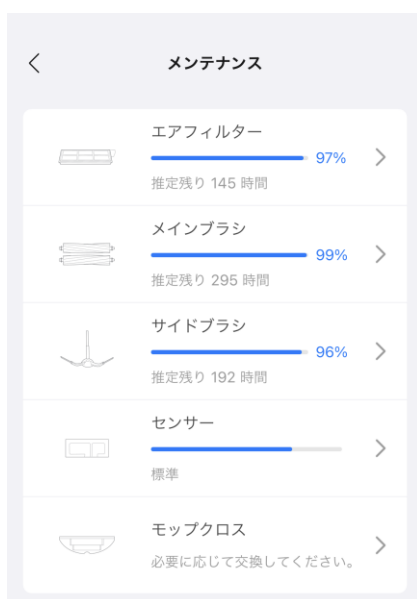 メンテナンス
エアフィルター
97%
推定残り 145 時間
メインブラシ
99%
推定残り 295 時間
サイドブラシ
96%
推定残り 192 時間
センサー
標準
モップクロス
必要に応じて交換してください。